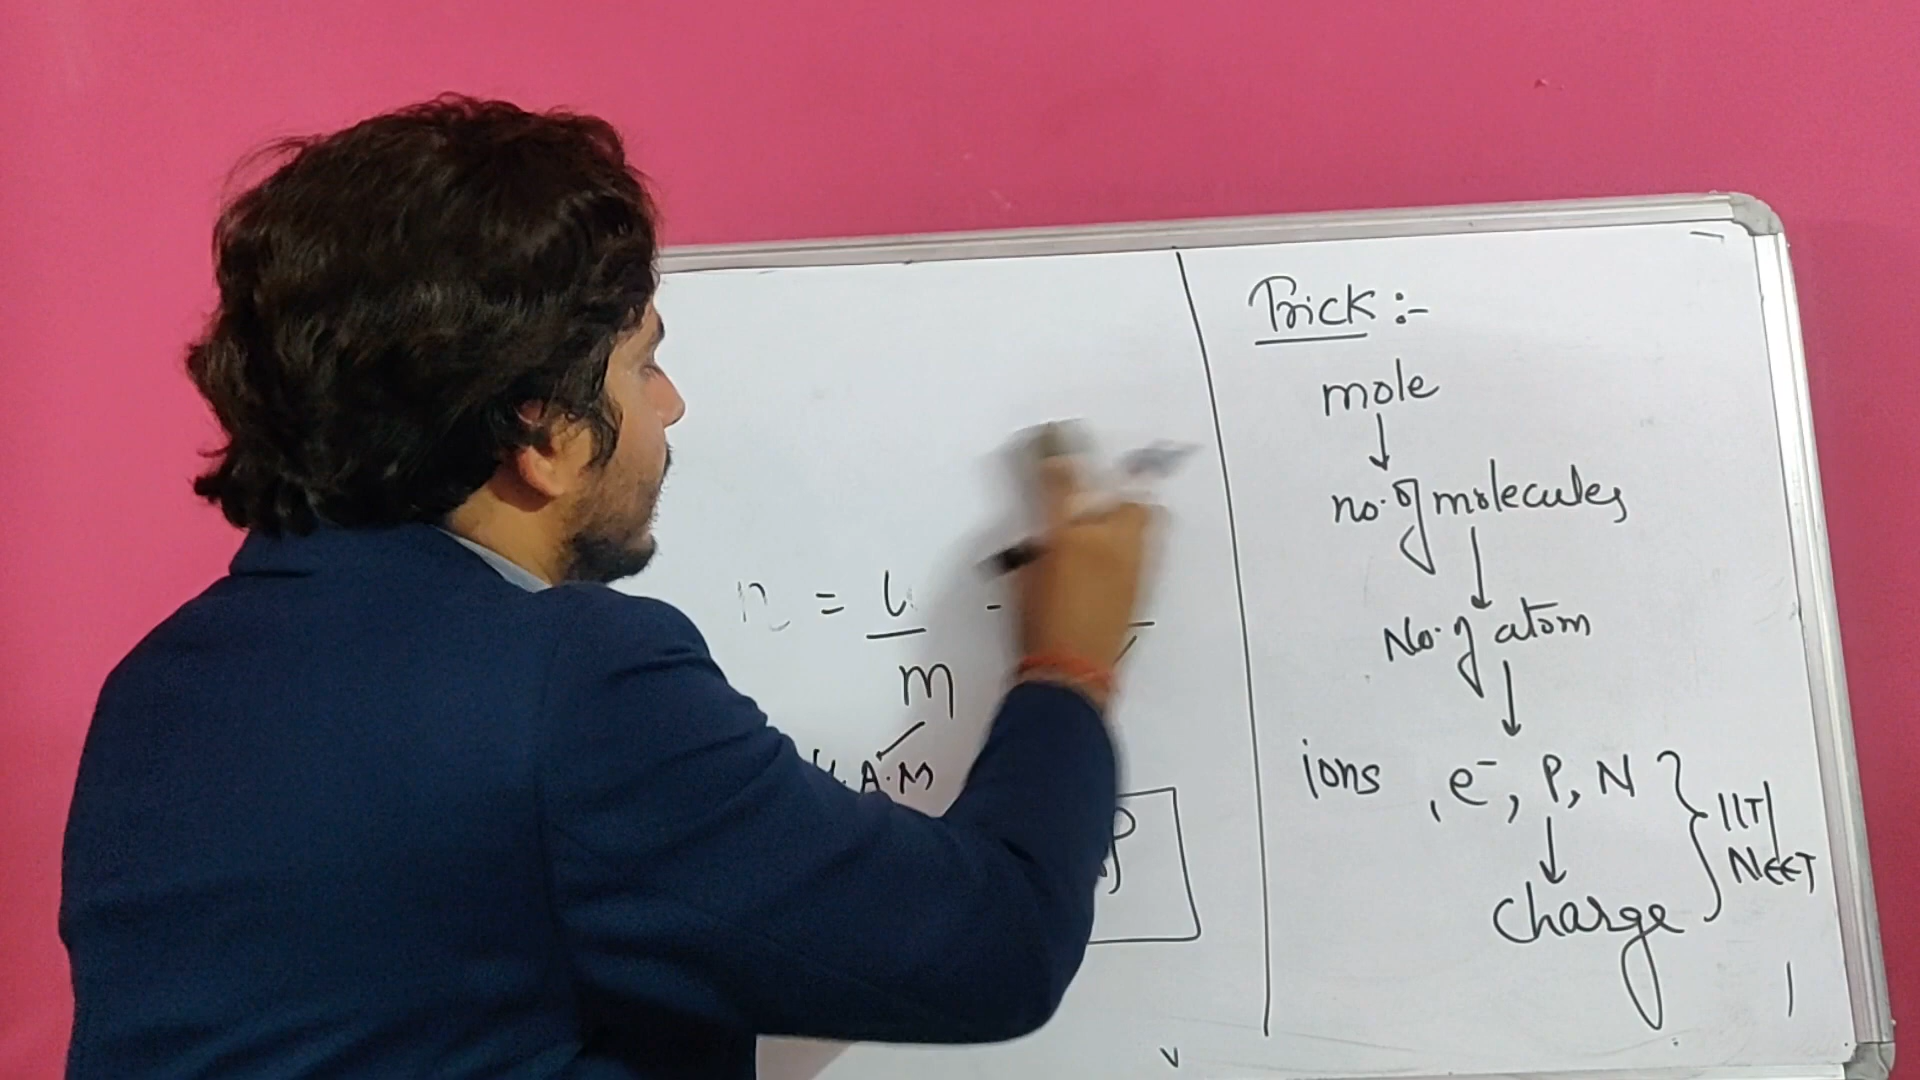 n =
m
A.M
Trick :-
mole
↓
no. of molecules
↓
No. of atom
↓
ions , e⁻, P, N } IIT/
NEET
↓
charge